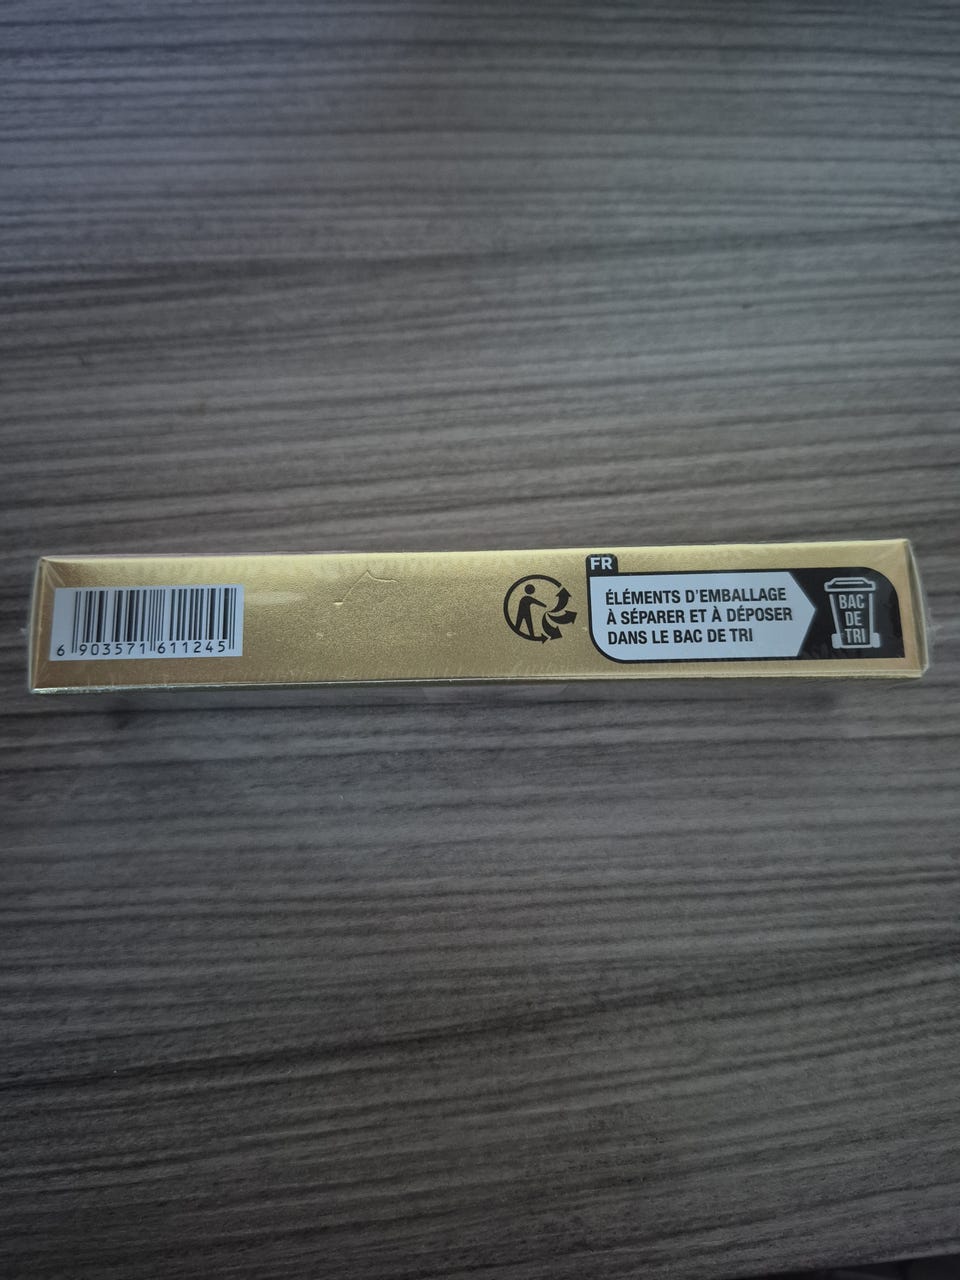 6 903571 611245
FR
ÉLÉMENTS D'EMBALLAGE
À SÉPARER ET À DÉPOSER
DANS LE BAC DE TRI
BAC
DE
TRI